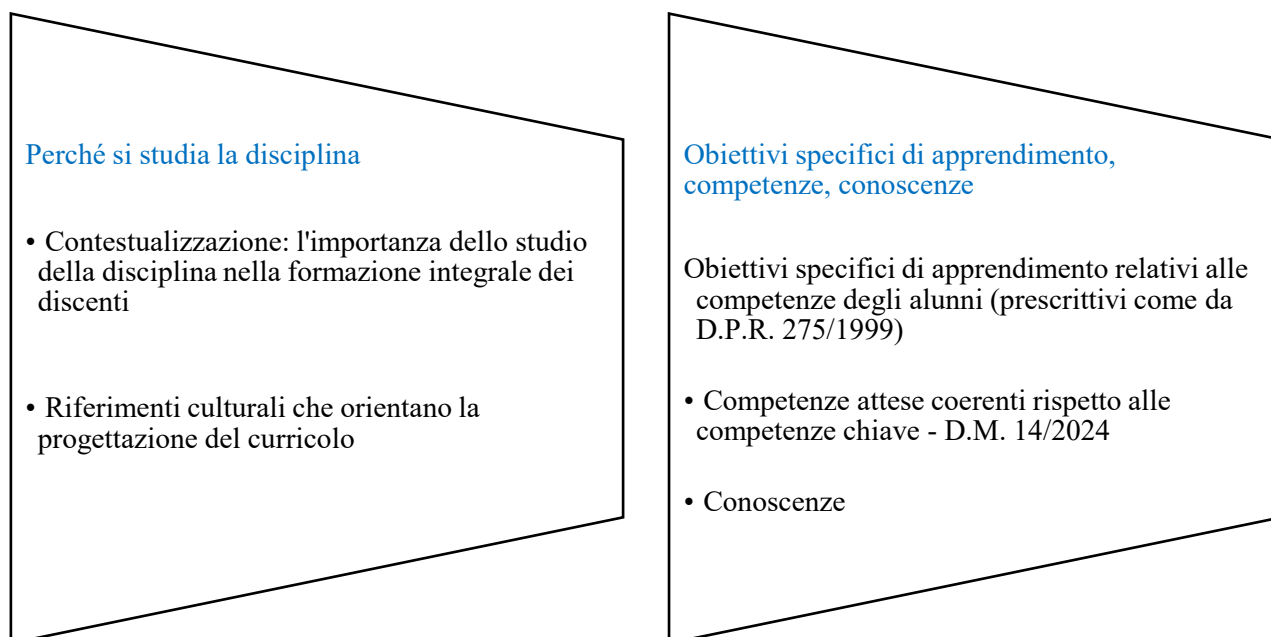 Perché si studia la disciplina
• Contestualizzazione: l'importanza dello studio
della disciplina nella formazione integrale dei
discenti
• Riferimenti culturali che orientano la
progettazione del curricolo
Obiettivi specifici di apprendimento,
competenze, conoscenze
Obiettivi specifici di apprendimento relativi alle
competenze degli alunni (prescrittivi come da
D.P.R. 275/1999)
• Competenze attese coerenti rispetto alle
competenze chiave - D.M. 14/2024
• Conoscenze